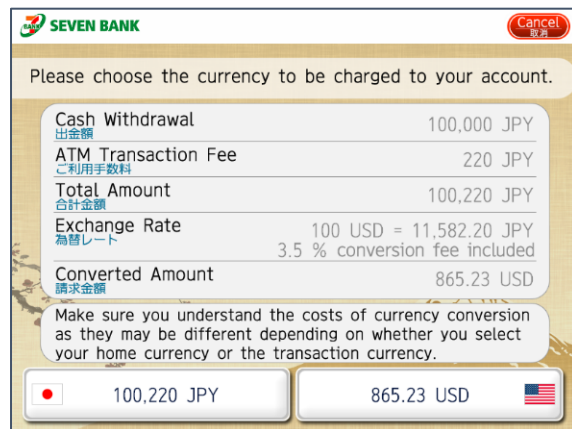 7 BANK SEVEN BANK
Cancel
取消
Please choose the currency to be charged to your account.
Cash Withdrawal
出金額
100,000 JPY
ATM Transaction Fee
ご利用手数料
220 JPY
Total Amount
合計金額
100,220 JPY
Exchange Rate
為替レート
100 USD = 11,582.20 JPY
3.5 % conversion fee included
Converted Amount
請求金額
865.23 USD
Make sure you understand the costs of currency conversion
as they may be different depending on whether you select
your home currency or the transaction currency.
100,220 JPY
865.23 USD